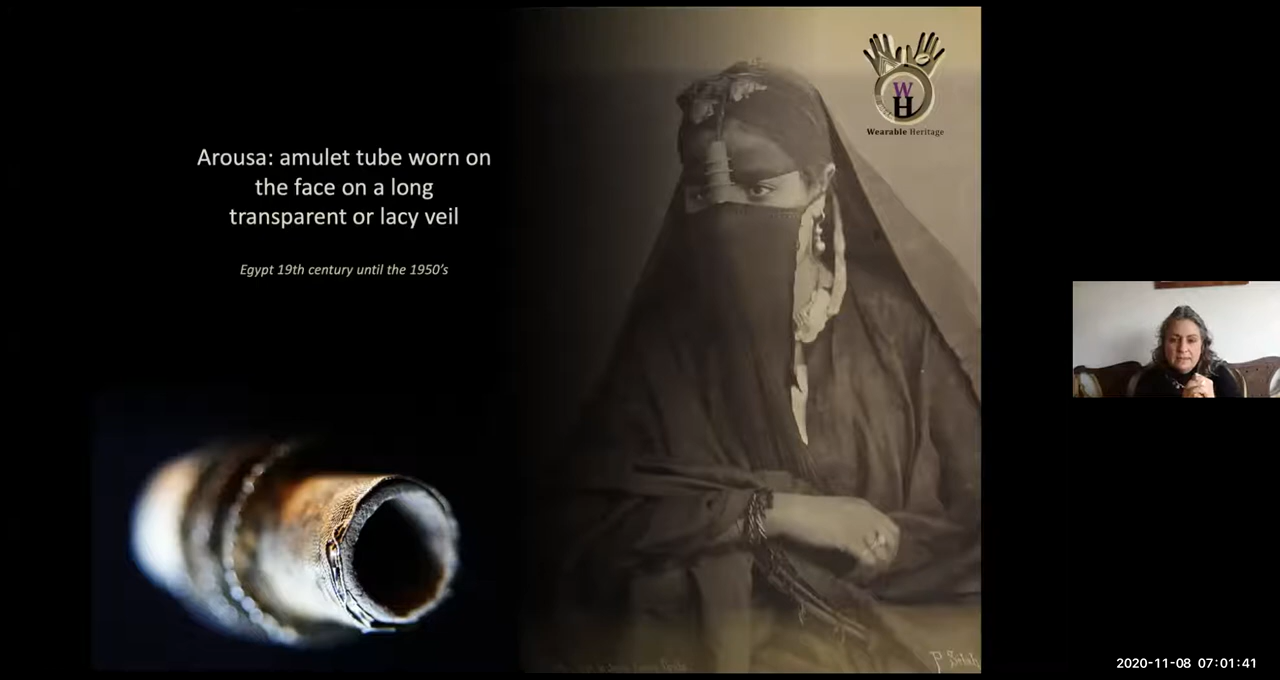 Arousa: amulet tube worn on
the face on a long
transparent or lacy veil
Egypt 19th century until the 1950's
W
H
Wearable Heritage
2020-11-08 07:01:41